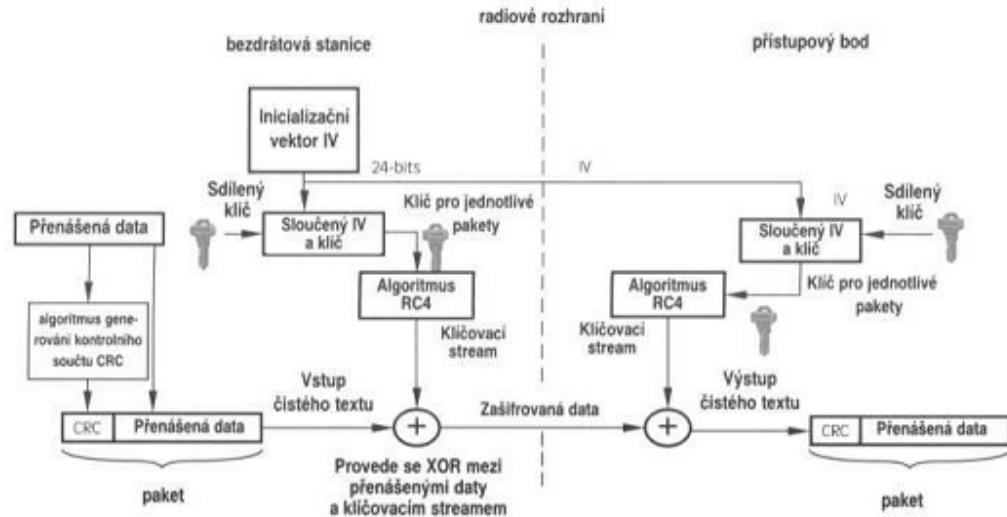 radiové rozhraní
bezdrátová stanice
přístupový bod
Inicializační
vektor IV
24-bits
IV
Sdílený
klíč
Klíč pro jednotlivé
pakety
IV
Sdílený
klíč
Přenášená data
Sloučený IV
a klíč
Sloučený IV
a klíč
Algoritmus
RC4
Algoritmus
RC4
Klíč pro jednotlivé
pakety
algoritmus gene-
rování kontrolního
součtu CRC
Klíčovací
stream
Klíčovací
stream
Vstup
čistého textu
Zašifrovaná data
Výstup
čistého textu
CRC
Přenášená data
+
+
CRC
Přenášená data
paket
Provede se XOR mezi
přenášenými daty
a klíčovacím streamem
paket